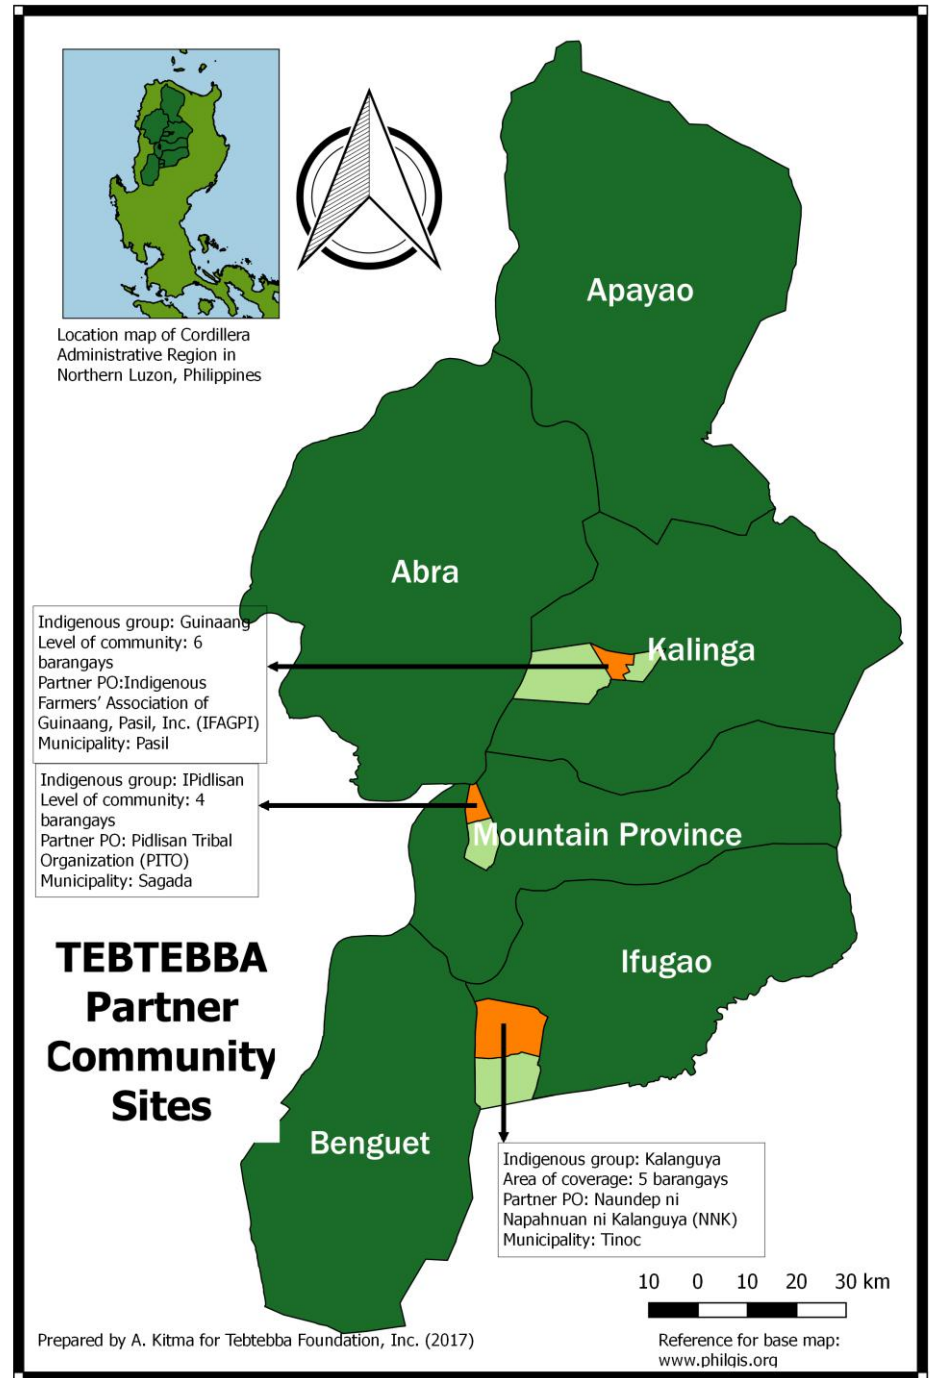 Location map of Cordillera
Administrative Region in
Northern Luzon, Philippines
Apayao
Abra
Kalinga
Indigenous group: Guinaang
Level of community: 6
barangays
Partner PO:Indigenous
Farmers' Association of
Guinaang, Pasil, Inc. (IFAGPI)
Municipality: Pasil
Indigenous group: IPidlisan
Level of community: 4
barangays
Partner PO: Pidlisan Tribal
Organization (PITO)
Municipality: Sagada
Mountain Province
Ifugao
TEBTEBBA
Partner
Community
Sites
Benguet
Indigenous group: Kalanguya
Area of coverage: 5 barangays
Partner PO: Naundep ni
Napahnuan ni Kalanguya (NNK)
Municipality: Tinoc
10 0 10 20 30 km
Prepared by A. Kitma for Tebtebba Foundation, Inc. (2017)
Reference for base map:
www.philgis.org